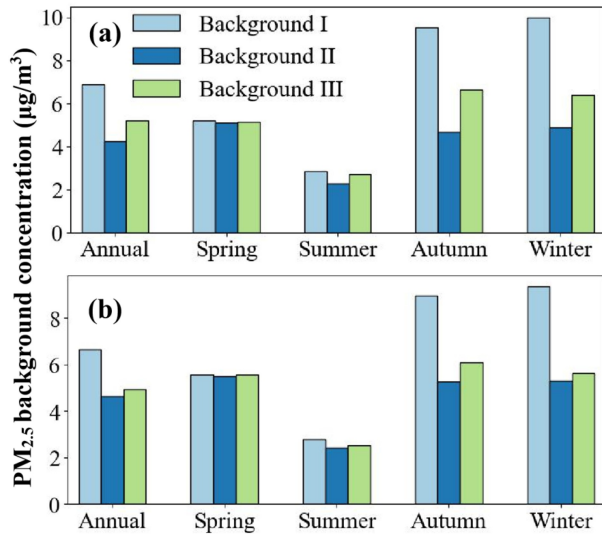 PM2.5 background concentration (μg/m³)
(a)
Background I
Background II
Background III
10
8
6
4
2
0
Annual Spring Summer Autumn Winter
(b)
8
6
4
2
0
Annual Spring Summer Autumn Winter